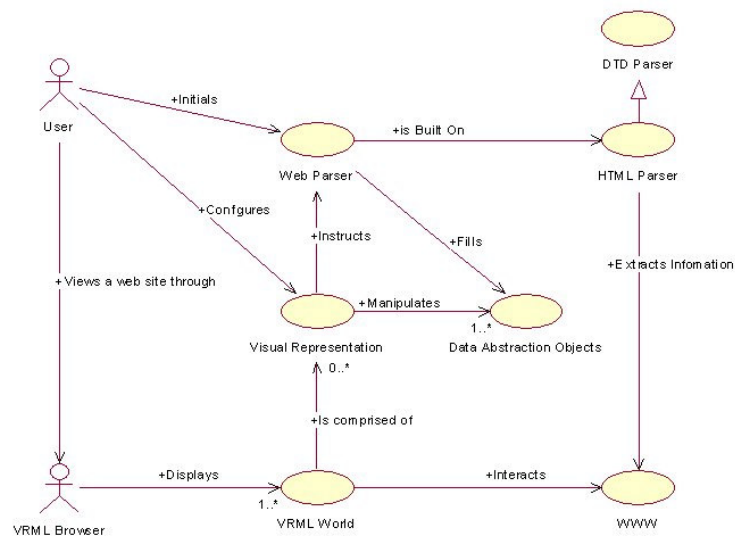 DTD Parser
+Initials
User
+is Built On
Web Parser
HTML Parser
+Confgures
+Instructs
+Fills
+Extracts Infomation
+Views a web site through
+Manipulates
1..*
Visual Representation
Data Abstraction Objects
0..*
+Is comprised of
+Displays
+Interacts
1..*
VRML Browser
VRML World
WWW